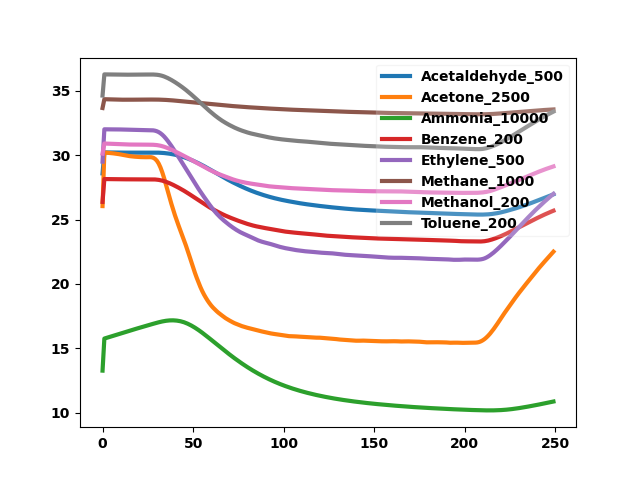 35
30
25
20
15
10
0 50 100 150 200 250
Acetaldehyde_500
Acetone_2500
Ammonia_10000
Benzene_200
Ethylene_500
Methane_1000
Methanol_200
Toluene_200